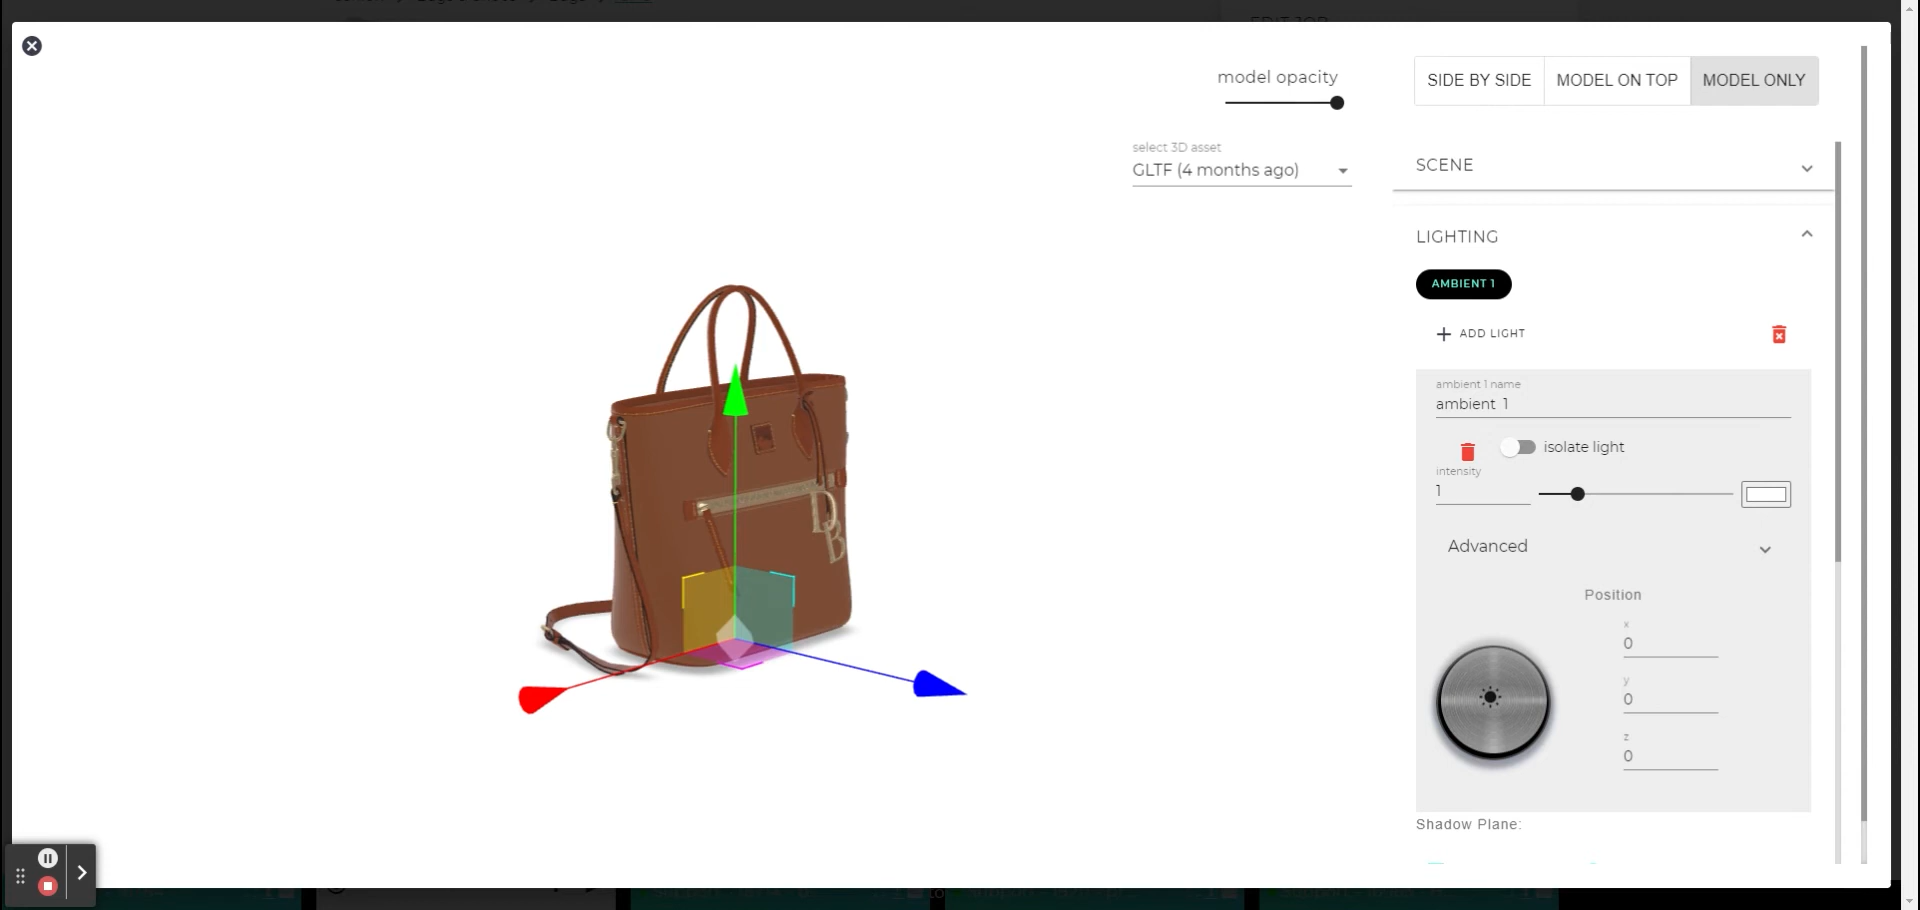 model opacity
SIDE BY SIDE
MODEL ON TOP
MODEL ONLY
select 3D asset
GLTF (4 months ago)
SCENE
LIGHTING
AMBIENT 1
ADD LIGHT
ambient 1 name
ambient 1
isolate light
intensity
1
Advanced
Position
x
0
y
0
z
0
D
B
Shadow Plane: